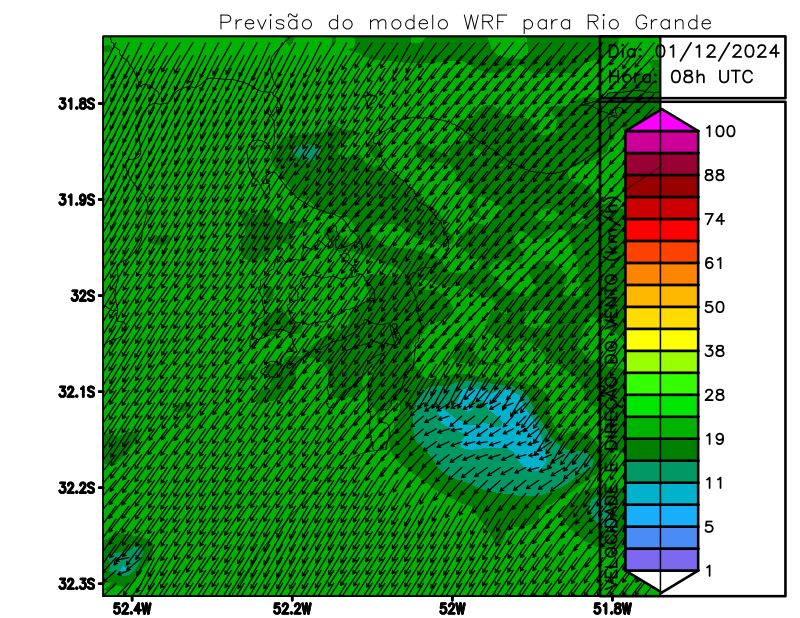 Previsão do modelo WRF para Rio Grande
Dia: 01/12/2024
Hora: 08h UTC
31.8S
31.9S
32S
32.1S
32.2S
32.3S
52.4W
52.2W
52W
51.8W
VELOCIDADE E DIREÇÃO DO VENTO (km/h)
100
88
74
61
50
38
28
19
11
5
1